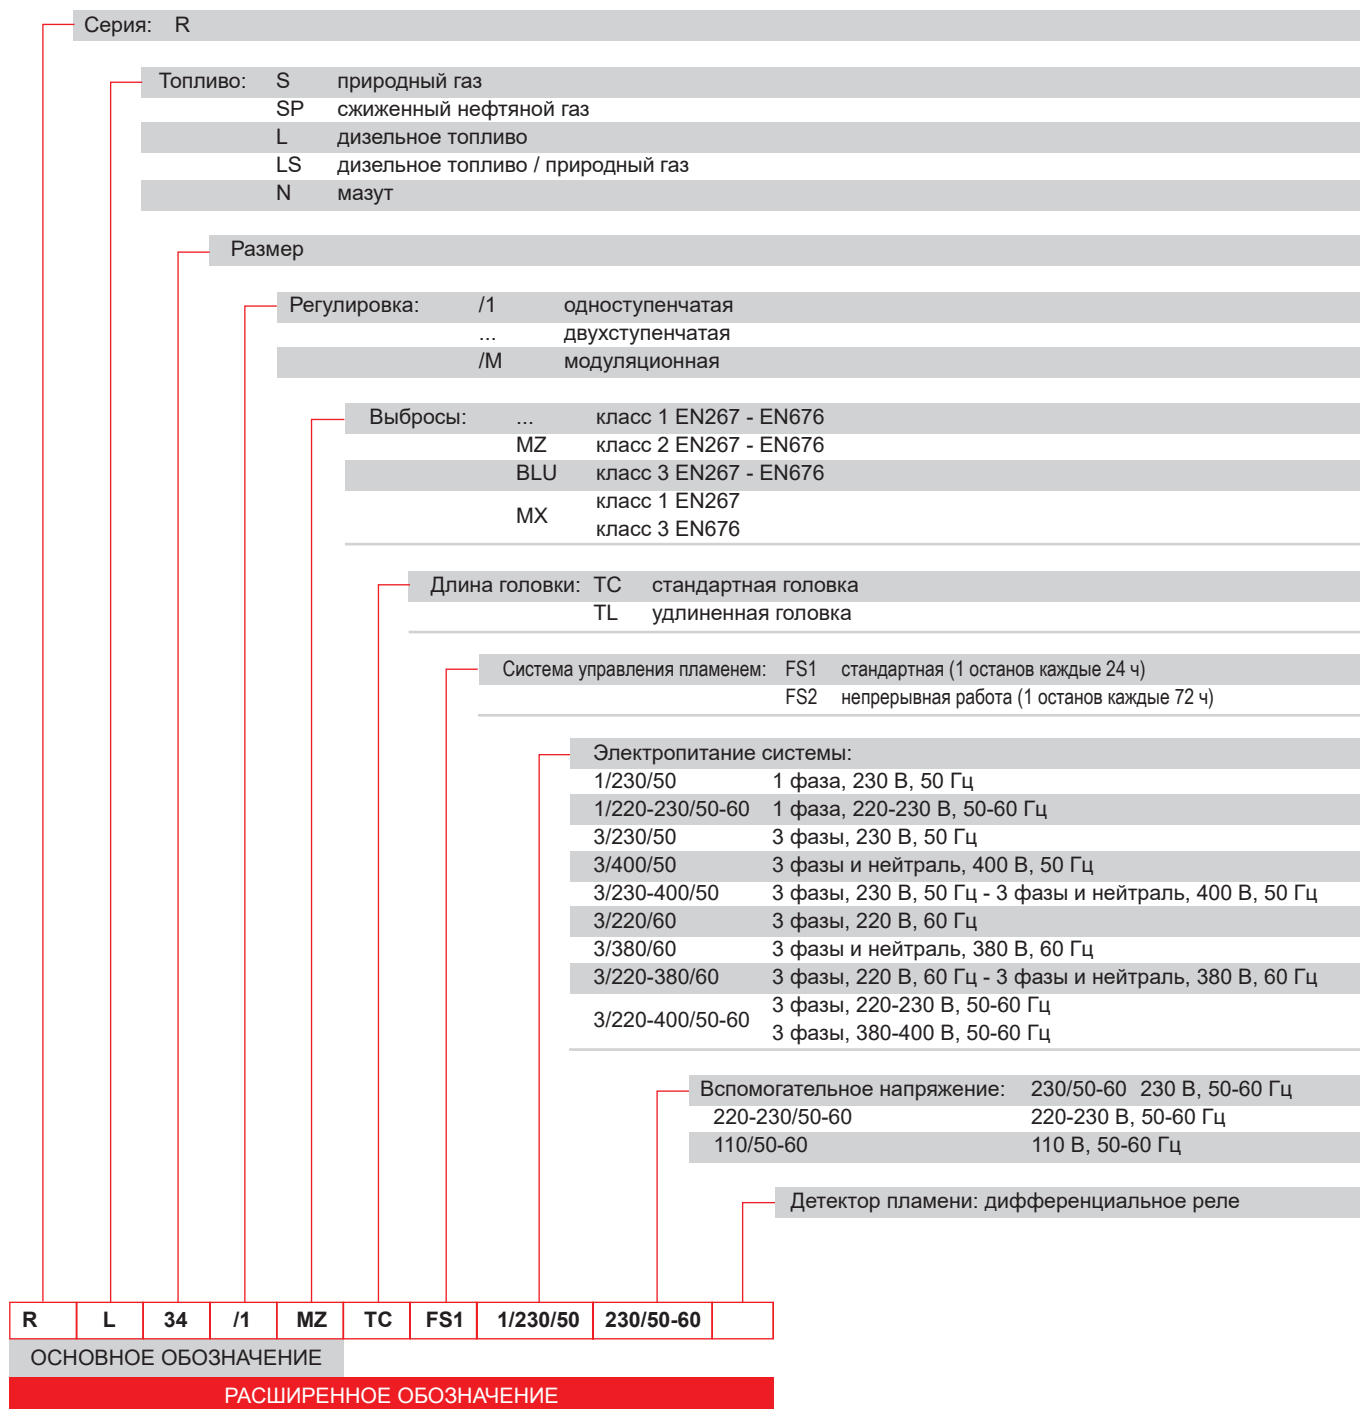 Серия: R
Топливо: S природный газ
SP сжиженный нефтяной газ
L дизельное топливо
LS дизельное топливо / природный газ
N мазут
Размер
Регулировка: /1 одноступенчатая
... двухступенчатая
/M модуляционная
Выбросы: ... класс 1 EN267 - EN676
MZ класс 2 EN267 - EN676
BLU класс 3 EN267 - EN676
MX класс 1 EN267
класс 3 EN676
Длина головки: TC стандартная головка
TL удлиненная головка
Система управления пламенем: FS1 стандартная (1 останов каждые 24 ч)
FS2 непрерывная работа (1 останов каждые 72 ч)
Электропитание системы:
1/230/50 1 фаза, 230 В, 50 Гц
1/220-230/50-60 1 фаза, 220-230 В, 50-60 Гц
3/230/50 3 фазы, 230 В, 50 Гц
3/400/50 3 фазы и нейтраль, 400 В, 50 Гц
3/230-400/50 3 фазы, 230 В, 50 Гц - 3 фазы и нейтраль, 400 В, 50 Гц
3/220/60 3 фазы, 220 В, 60 Гц
3/380/60 3 фазы и нейтраль, 380 В, 60 Гц
3/220-380/60 3 фазы, 220 В, 60 Гц - 3 фазы и нейтраль, 380 В, 60 Гц
3/220-400/50-60 3 фазы, 220-230 В, 50-60 Гц
3 фазы, 380-400 В, 50-60 Гц
Вспомогательное напряжение: 230/50-60 230 В, 50-60 Гц
220-230/50-60 220-230 В, 50-60 Гц
110/50-60 110 В, 50-60 Гц
Детектор пламени: дифференциальное реле
R L 34 /1 MZ TC FS1 1/230/50 230/50-60
ОСНОВНОЕ ОБОЗНАЧЕНИЕ
РАСШИРЕННОЕ ОБОЗНАЧЕНИЕ